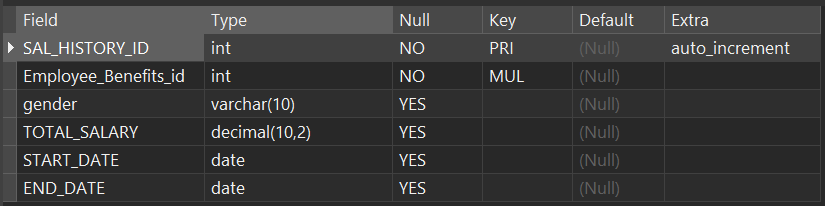 Field Type Null Key Default Extra
SAL_HISTORY_ID int NO PRI (Null) auto_increment
Employee_Benefits_id int NO MUL (Null)
gender varchar(10) YES (Null)
TOTAL_SALARY decimal(10,2) YES (Null)
START_DATE date YES (Null)
END_DATE date YES (Null)